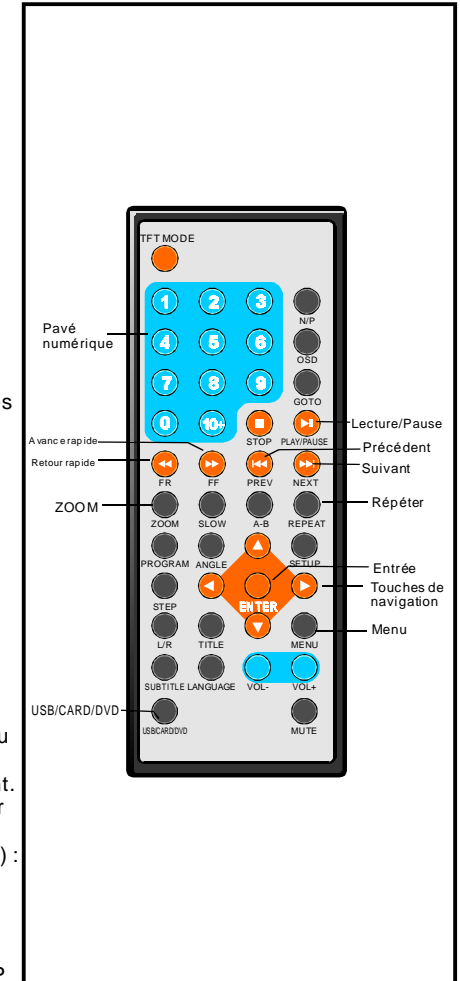 TFT MODE
1 2 3
N/P
Pavé
numérique
4 5 6
OSD
7 8 9
GOTO
es
0 10+
Lecture/Pause
STOP PLAY/PAUSE
Avance rapide
Précédent
Retour rapide
Suivant
FR FF PREV NEXT
ZOOM
Répéter
ZOOM SLOW A-B REPEAT
PROGRAM ANGLE SETUP
Entrée
Touches de
navigation
ENTER
STEP
Menu
L/R TITLE MENU
SUBTITLE LANGUAGE VOL- VOL+
USB/CARD/DVD
USB/CARD/DVD MUTE
u
t.
r
) :